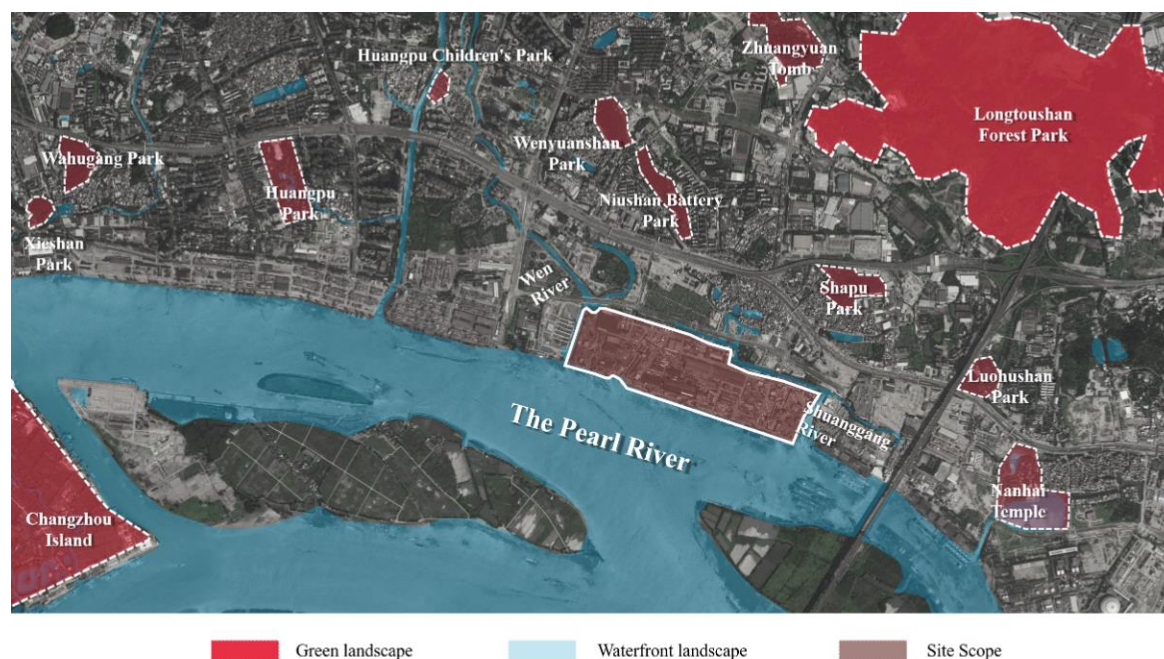 Huangpu Children's Park
Zhuangyuan
Tomb
Longtoushan
Forest Park
Wahugang Park
Wenyuanshan
Park
Huangpu
Park
Niushan Battery
Park
Xieshan
Park
Wen
River
Shapu
Park
Luohushan
Park
The Pearl River
Shuanggang
River
Nanhai
Temple
Changzhou
Island
Green landscape
Waterfront landscape
Site Scope